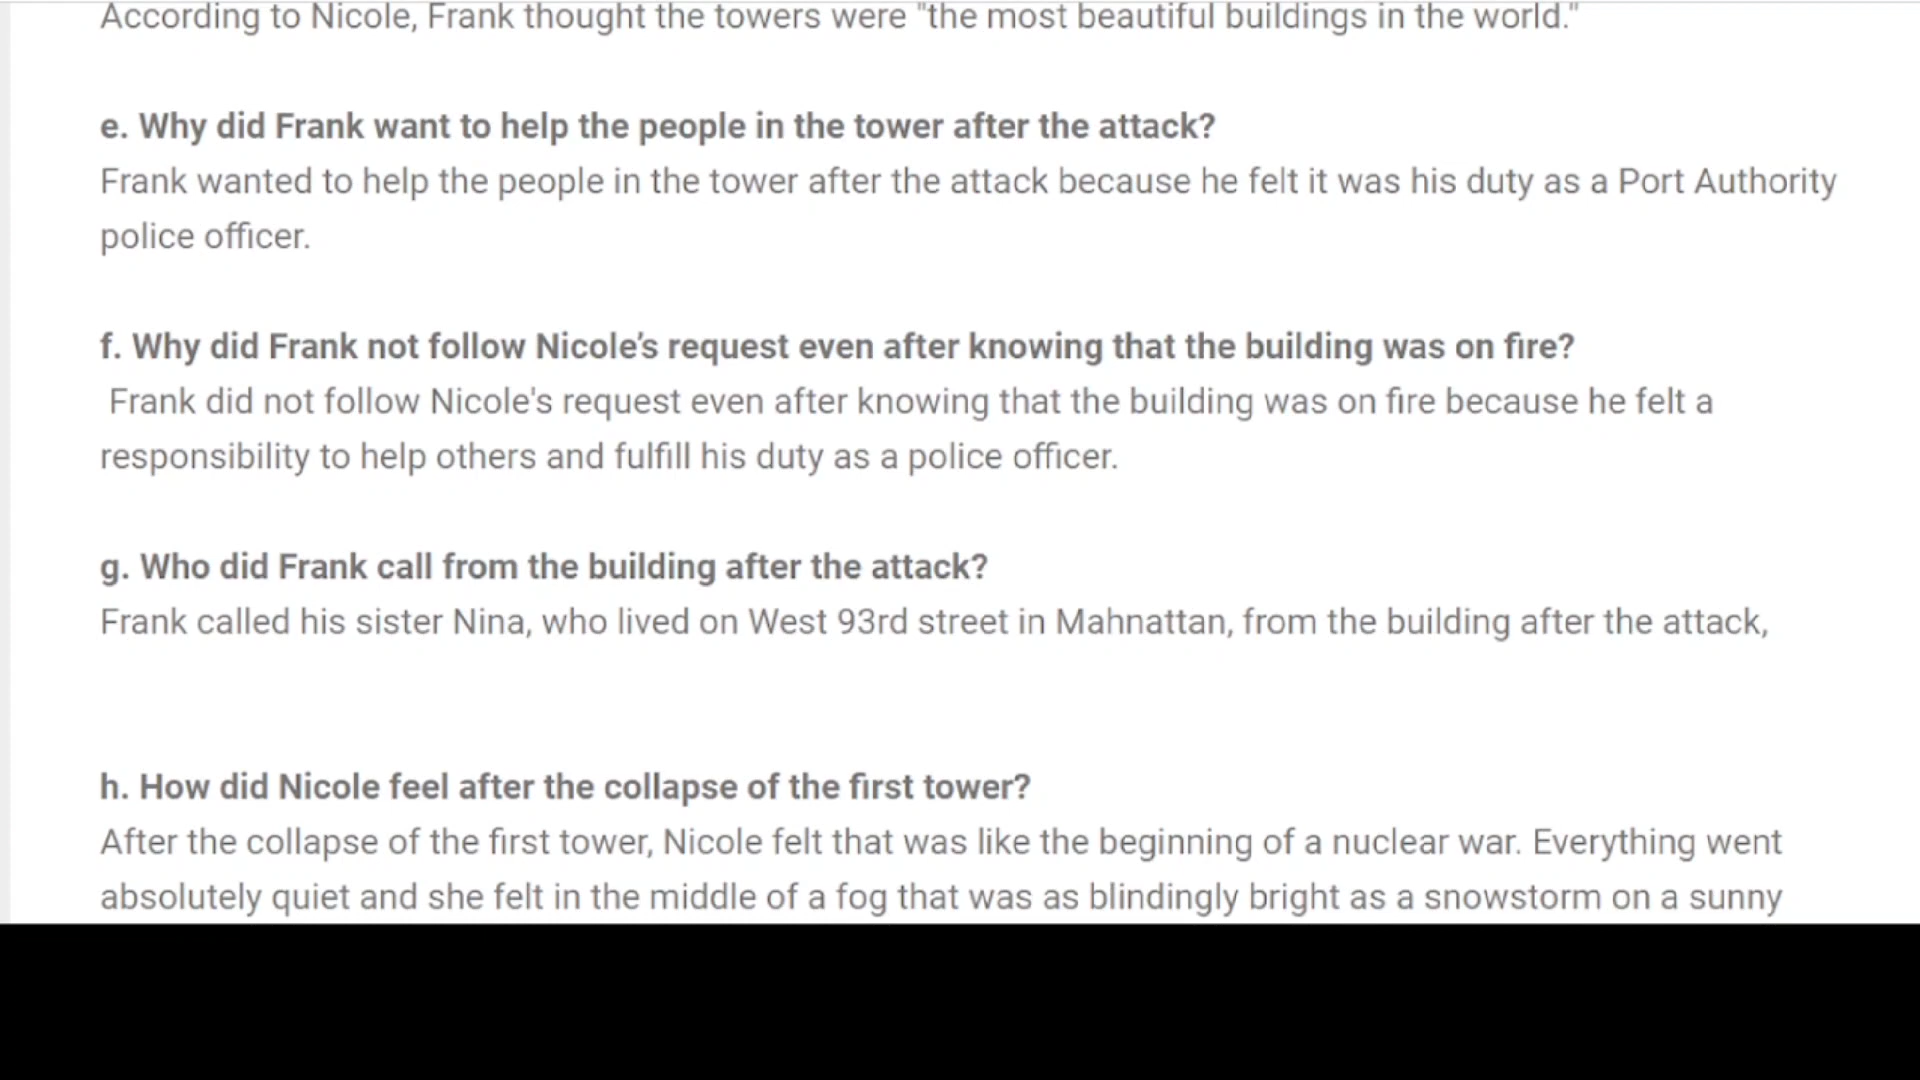 According to Nicole, Frank thought the towers were "the most beautiful buildings in the world."
e. Why did Frank want to help the people in the tower after the attack?
Frank wanted to help the people in the tower after the attack because he felt it was his duty as a Port Authority
police officer.
f. Why did Frank not follow Nicole’s request even after knowing that the building was on fire?
Frank did not follow Nicole's request even after knowing that the building was on fire because he felt a
responsibility to help others and fulfill his duty as a police officer.
g. Who did Frank call from the building after the attack?
Frank called his sister Nina, who lived on West 93rd street in Mahnattan, from the building after the attack,
h. How did Nicole feel after the collapse of the first tower?
After the collapse of the first tower, Nicole felt that was like the beginning of a nuclear war. Everything went
absolutely quiet and she felt in the middle of a fog that was as blindingly bright as a snowstorm on a sunny